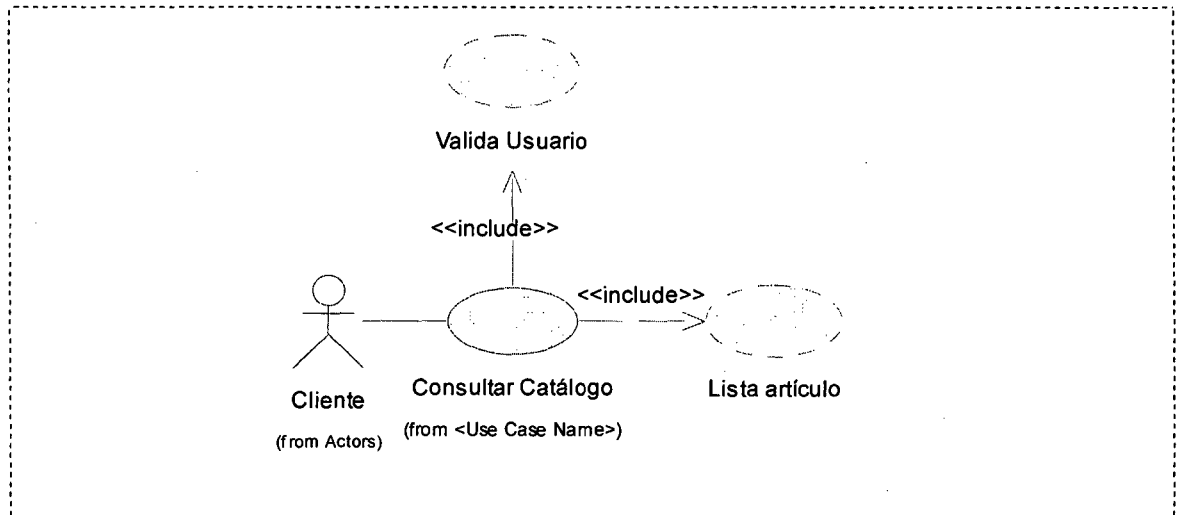 Valida Usuario
<<include>>
<<include>>
Cliente
(from Actors)
Consultar Catálogo
(from <Use Case Name>)
Lista artículo